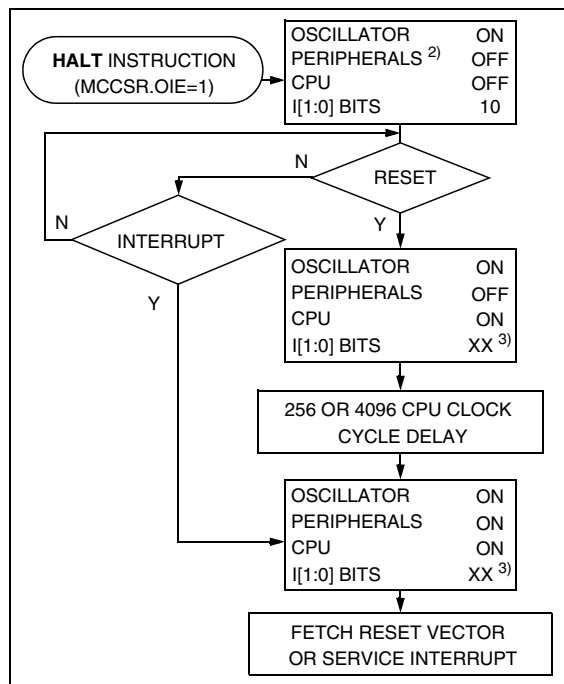 HALT INSTRUCTION
(MCCSR.OIE=1)
OSCILLATOR ON
PERIPHERALS 2) OFF
CPU OFF
I[1:0] BITS 10
N
RESET
Y
N
INTERRUPT
Y
OSCILLATOR ON
PERIPHERALS OFF
CPU ON
I[1:0] BITS XX 3)
256 OR 4096 CPU CLOCK
CYCLE DELAY
OSCILLATOR ON
PERIPHERALS ON
CPU ON
I[1:0] BITS XX 3)
FETCH RESET VECTOR
OR SERVICE INTERRUPT